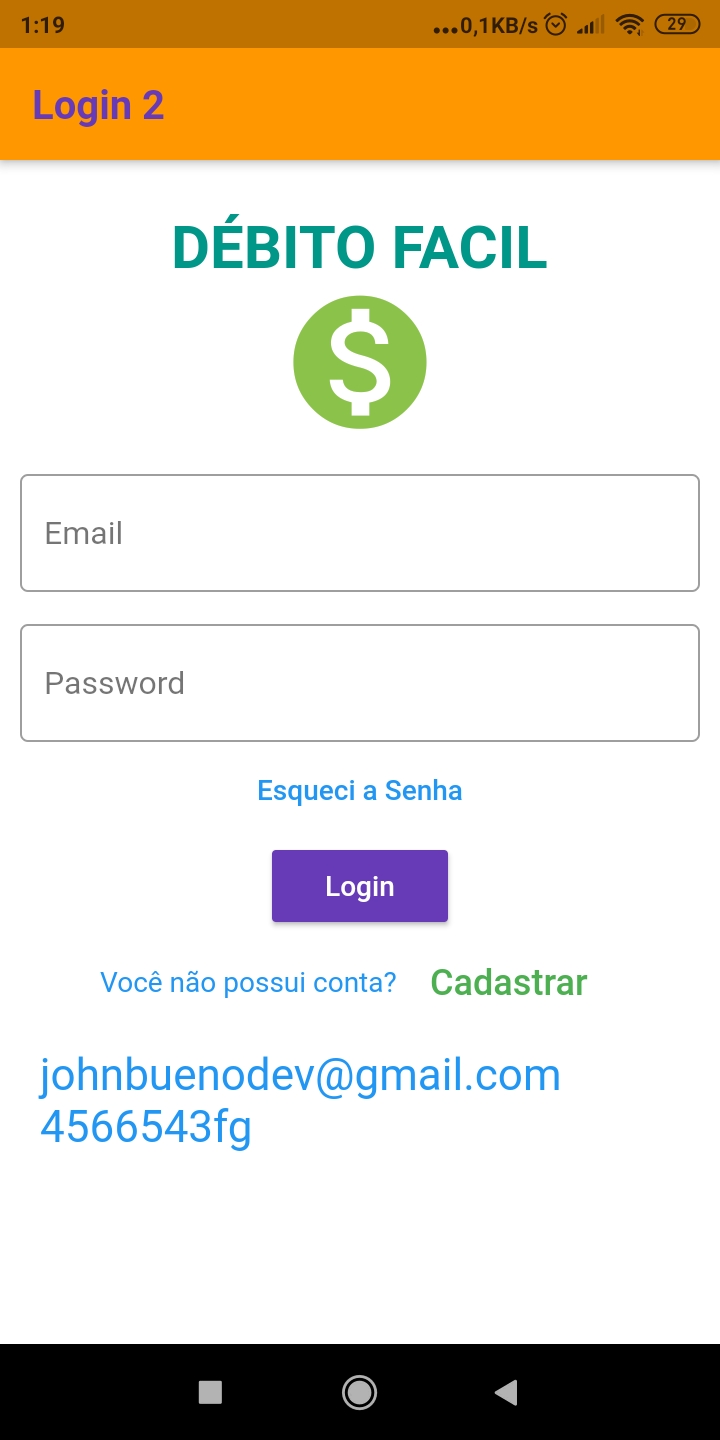 1:19 ...0,1KB/s 29
Login 2
DÉBITO FACIL
$
Email
Password
Esqueci a Senha
Login
Você não possui conta? Cadastrar
johnbuenodev@gmail.com
4566543fg